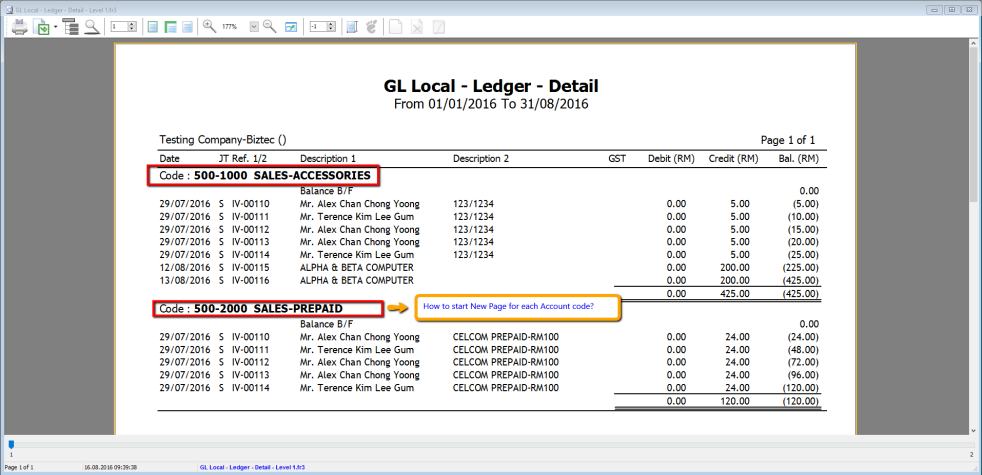 GL Local - Ledger - Detail - Level 1.fr3
1 177% -1
GL Local - Ledger - Detail
From 01/01/2016 To 31/08/2016
Testing Company-Biztec () Page 1 of 1
Date JT Ref. 1/2 Description 1 Description 2 GST Debit (RM) Credit (RM) Bal. (RM)
Code : 500-1000 SALES-ACCESSORIES
Balance B/F 0.00
29/07/2016 S IV-00110 Mr. Alex Chan Chong Yoong 123/1234 0.00 5.00 (5.00)
29/07/2016 S IV-00111 Mr. Terence Kim Lee Gum 123/1234 0.00 5.00 (10.00)
29/07/2016 S IV-00112 Mr. Alex Chan Chong Yoong 123/1234 0.00 5.00 (15.00)
29/07/2016 S IV-00113 Mr. Alex Chan Chong Yoong 123/1234 0.00 5.00 (20.00)
29/07/2016 S IV-00114 Mr. Terence Kim Lee Gum 123/1234 0.00 5.00 (25.00)
12/08/2016 S IV-00115 ALPHA & BETA COMPUTER 0.00 200.00 (225.00)
13/08/2016 S IV-00116 ALPHA & BETA COMPUTER 0.00 200.00 (425.00)
0.00 425.00 (425.00)
Code : 500-2000 SALES-PREPAID How to start New Page for each Account code?
Balance B/F 0.00
29/07/2016 S IV-00110 Mr. Alex Chan Chong Yoong CELCOM PREPAID-RM100 0.00 24.00 (24.00)
29/07/2016 S IV-00111 Mr. Terence Kim Lee Gum CELCOM PREPAID-RM100 0.00 24.00 (48.00)
29/07/2016 S IV-00112 Mr. Alex Chan Chong Yoong CELCOM PREPAID-RM100 0.00 24.00 (72.00)
29/07/2016 S IV-00113 Mr. Alex Chan Chong Yoong CELCOM PREPAID-RM100 0.00 24.00 (96.00)
29/07/2016 S IV-00114 Mr. Terence Kim Lee Gum CELCOM PREPAID-RM100 0.00 24.00 (120.00)
0.00 120.00 (120.00)
1 2
Page 1 of 1 16.08.2016 09:39:38 GL Local - Ledger - Detail - Level 1.fr3